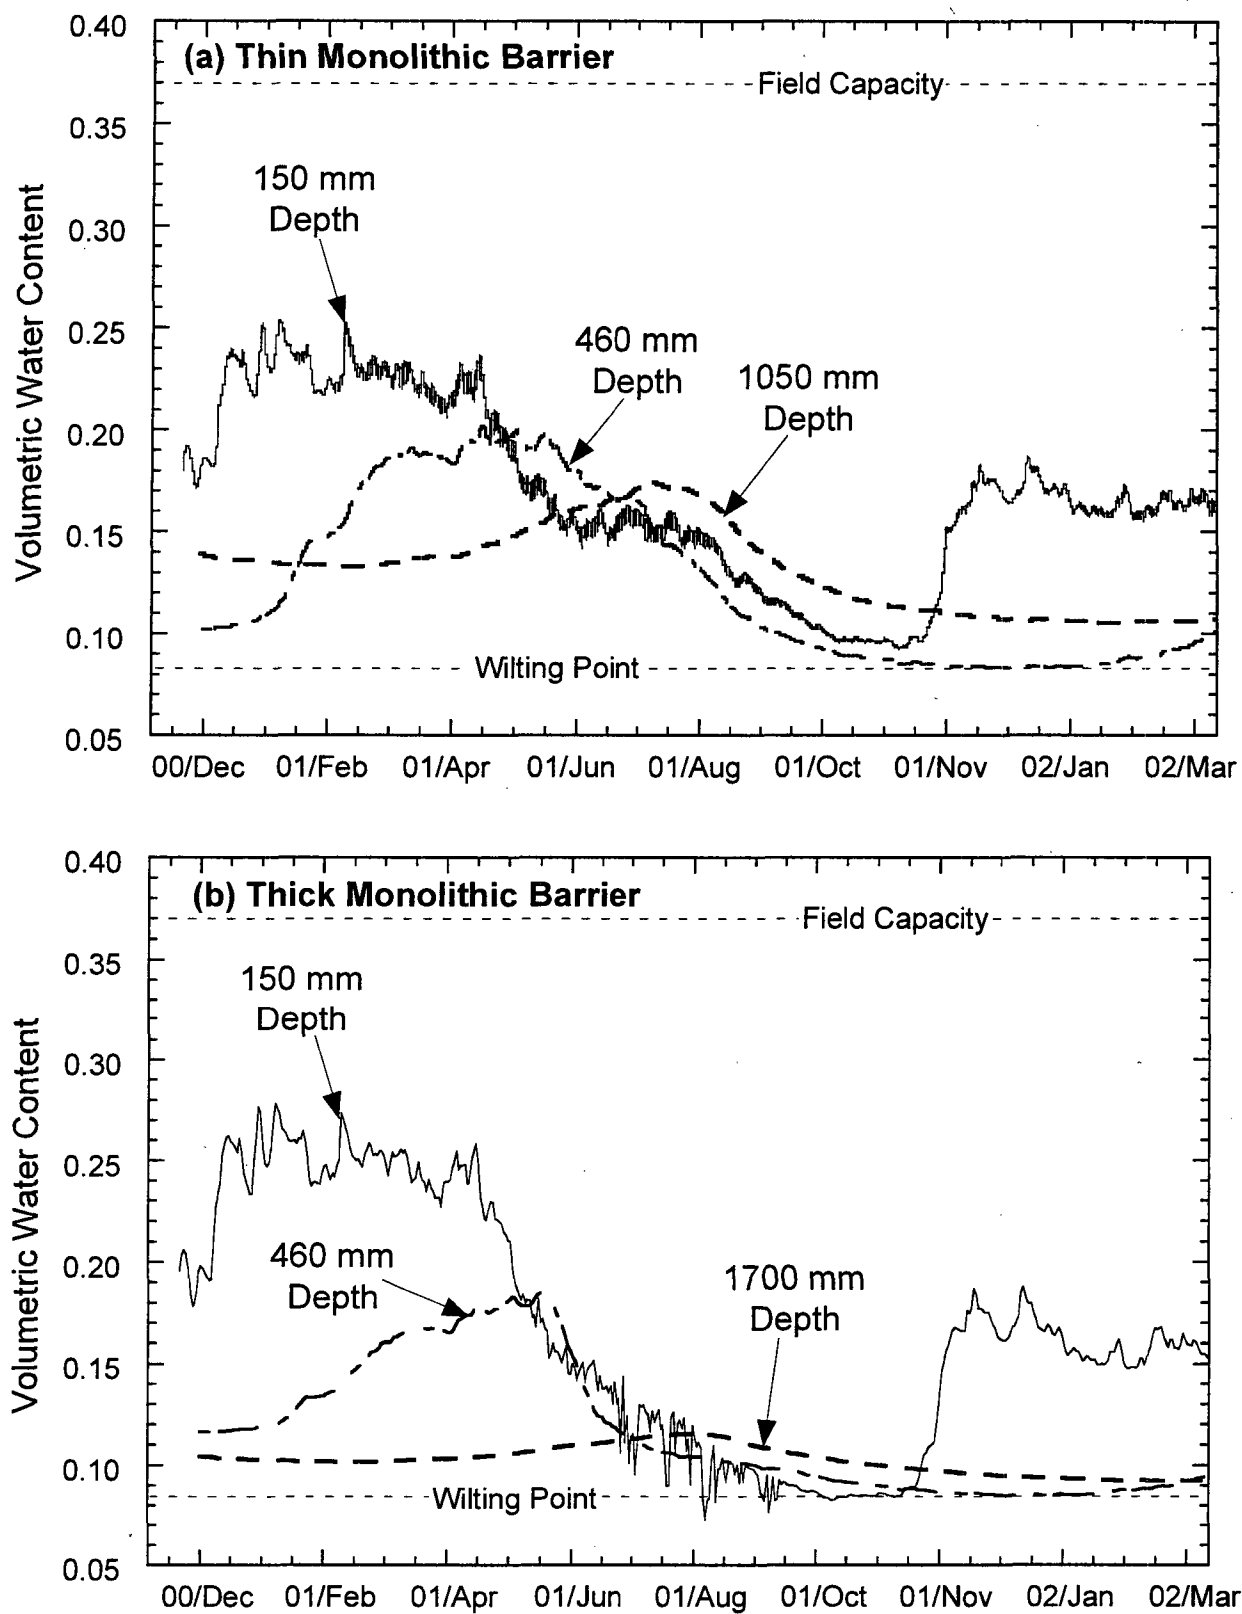 0.40
(a) Thin Monolithic Barrier
Field Capacity
0.35
150 mm
Depth
0.30
0.25
460 mm
Depth
1050 mm
Depth
0.20
0.15
0.10
Wilting Point
0.05
Volumetric Water Content
00/Dec 01/Feb 01/Apr 01/Jun 01/Aug 01/Oct 01/Nov 02/Jan 02/Mar
0.40
(b) Thick Monolithic Barrier
Field Capacity
0.35
150 mm
Depth
0.30
0.25
460 mm
Depth
1700 mm
Depth
0.20
0.15
0.10
Wilting Point
0.05
Volumetric Water Content
00/Dec 01/Feb 01/Apr 01/Jun 01/Aug 01/Oct 01/Nov 02/Jan 02/Mar